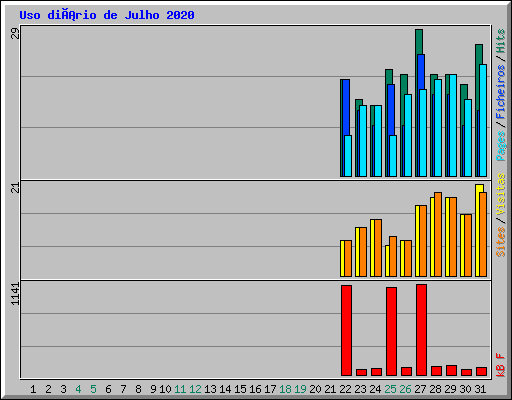 Uso diÃ¡rio de Julho 2020
29
21
1141
Pages / Ficheiros / Hits
Sites / Visitas
kB F
1 2 3 4 5 6 7 8 9 10 11 12 13 14 15 16 17 18 19 20 21 22 23 24 25 26 27 28 29 30 31